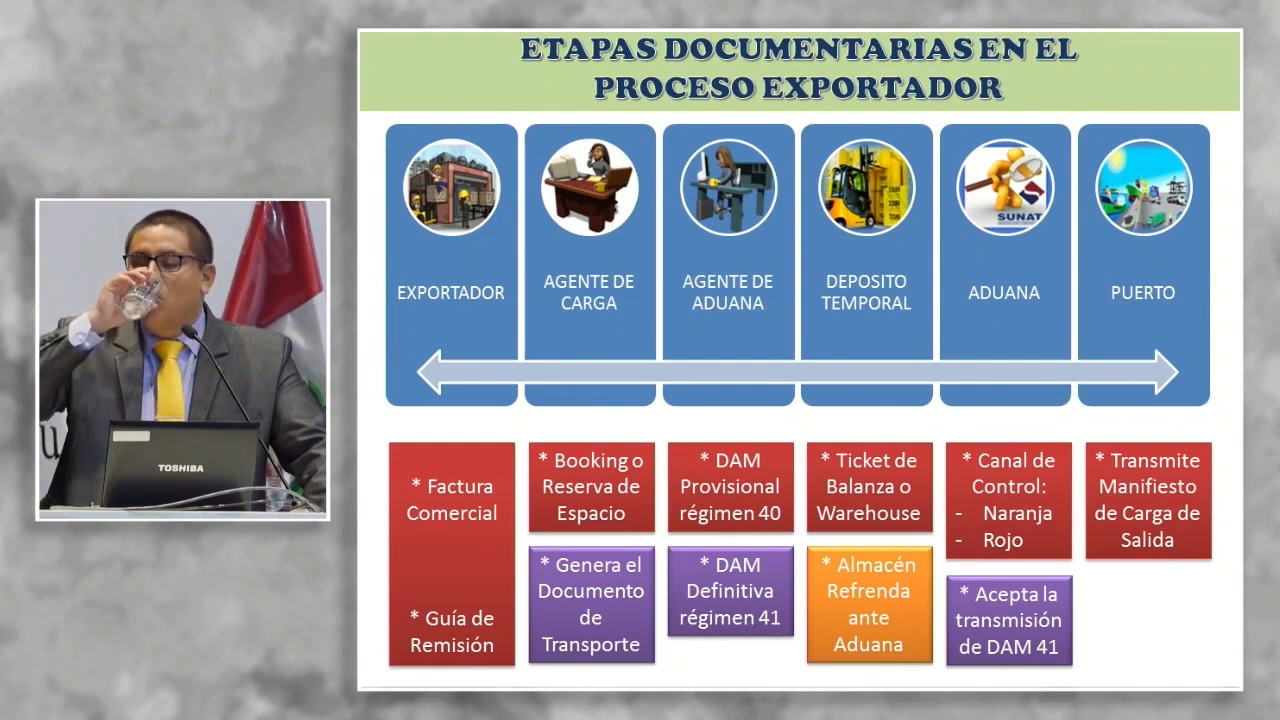 ETAPAS DOCUMENTARIAS EN EL
PROCESO EXPORTADOR
EXPORTADOR
AGENTE DE
CARGA
AGENTE DE
ADUANA
DEPOSITO
TEMPORAL
SUNAT
ADUANA
PUERTO
* Factura
Comercial
* Guía de
Remisión
* Booking o
Reserva de
Espacio
* Genera el
Documento
de
Transporte
* DAM
Provisional
régimen 40
* DAM
Definitiva
régimen 41
* Ticket de
Balanza o
Warehouse
* Almacén
Refrenda
ante
Aduana
* Canal de
Control:
- Naranja
- Rojo
* Acepta la
transmisión
de DAM 41
* Transmite
Manifiesto
de Carga de
Salida
TOSHIBA